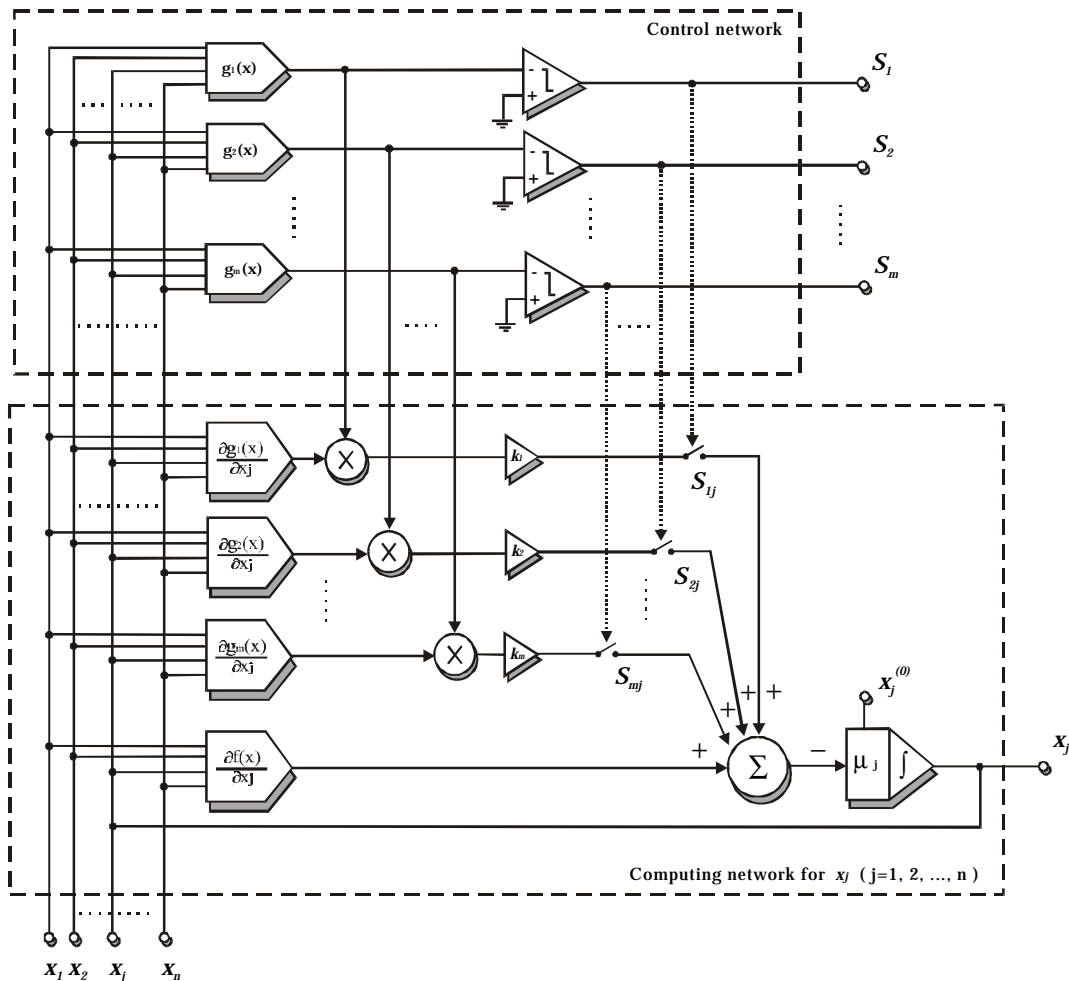 Control network
g₁(x)
S₁
-
+
g₂(x)
S₂
-
+
gₘ(x)
Sₘ
-
+
∂g₁(x)
∂xj
X
k₁
S₁ⱼ
∂g₂(x)
∂xj
X
k₂
S₂ⱼ
∂gₘ(x)
∂xj
X
kₘ
Sₘⱼ
xⱼ⁽⁰⁾
+ + +
∂f(x)
∂xj
+
Σ
−
μ j
∫
Xⱼ
Computing network for xj ( j=1, 2, ..., n )
X₁ X₂ Xⱼ Xₙ